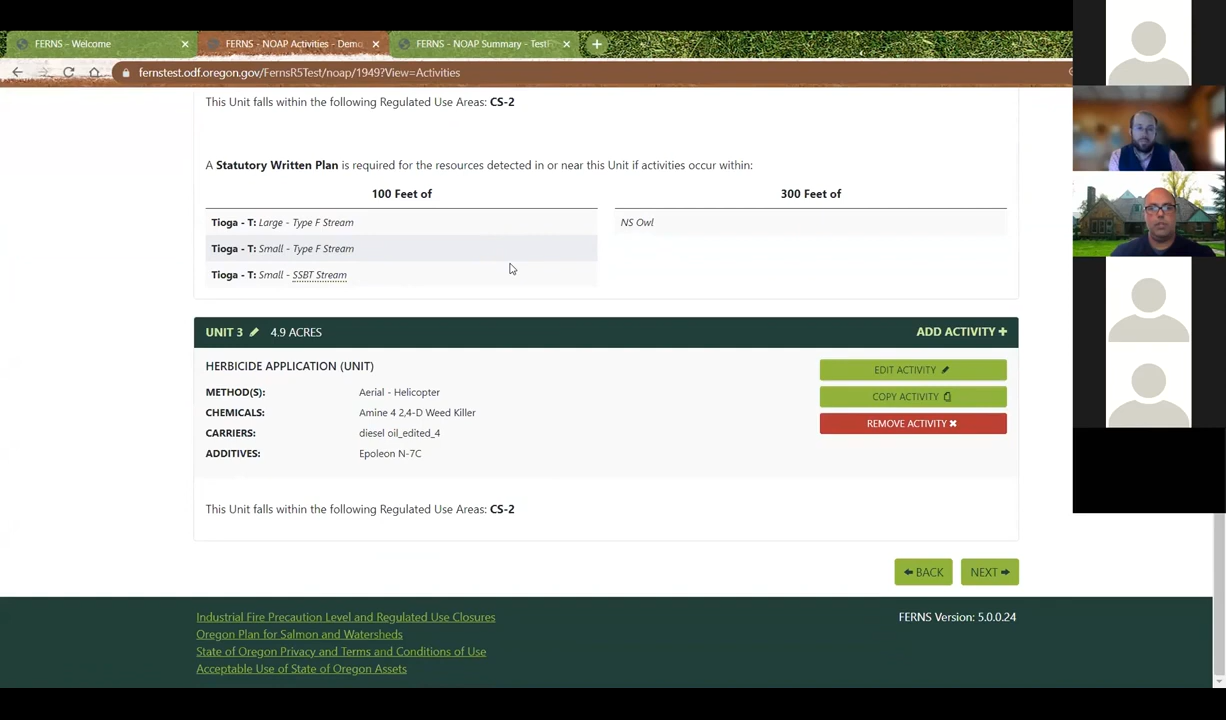 FERNS - Welcome
FERNS - NOAP Activities - Demo
FERNS - NOAP Summary - TestF
fernstest.odf.oregon.gov/FernsR5Test/noap/1949?View=Activities
This Unit falls within the following Regulated Use Areas: CS-2
A Statutory Written Plan is required for the resources detected in or near this Unit if activities occur within:
100 Feet of
300 Feet of
Tioga - T: Large - Type F Stream
NS Owl
Tioga - T: Small - Type F Stream
Tioga - T: Small - SSBT Stream
UNIT 3 4.9 ACRES
ADD ACTIVITY
HERBICIDE APPLICATION (UNIT)
EDIT ACTIVITY
METHOD(S): Aerial - Helicopter
COPY ACTIVITY
CHEMICALS: Amine 4 2,4-D Weed Killer
REMOVE ACTIVITY
CARRIERS: diesel oil_edited_4
ADDITIVES: Epoleon N-7C
This Unit falls within the following Regulated Use Areas: CS-2
BACK
NEXT
Industrial Fire Precaution Level and Regulated Use Closures
FERNS Version: 5.0.0.24
Oregon Plan for Salmon and Watersheds
State of Oregon Privacy and Terms and Conditions of Use
Acceptable Use of State of Oregon Assets